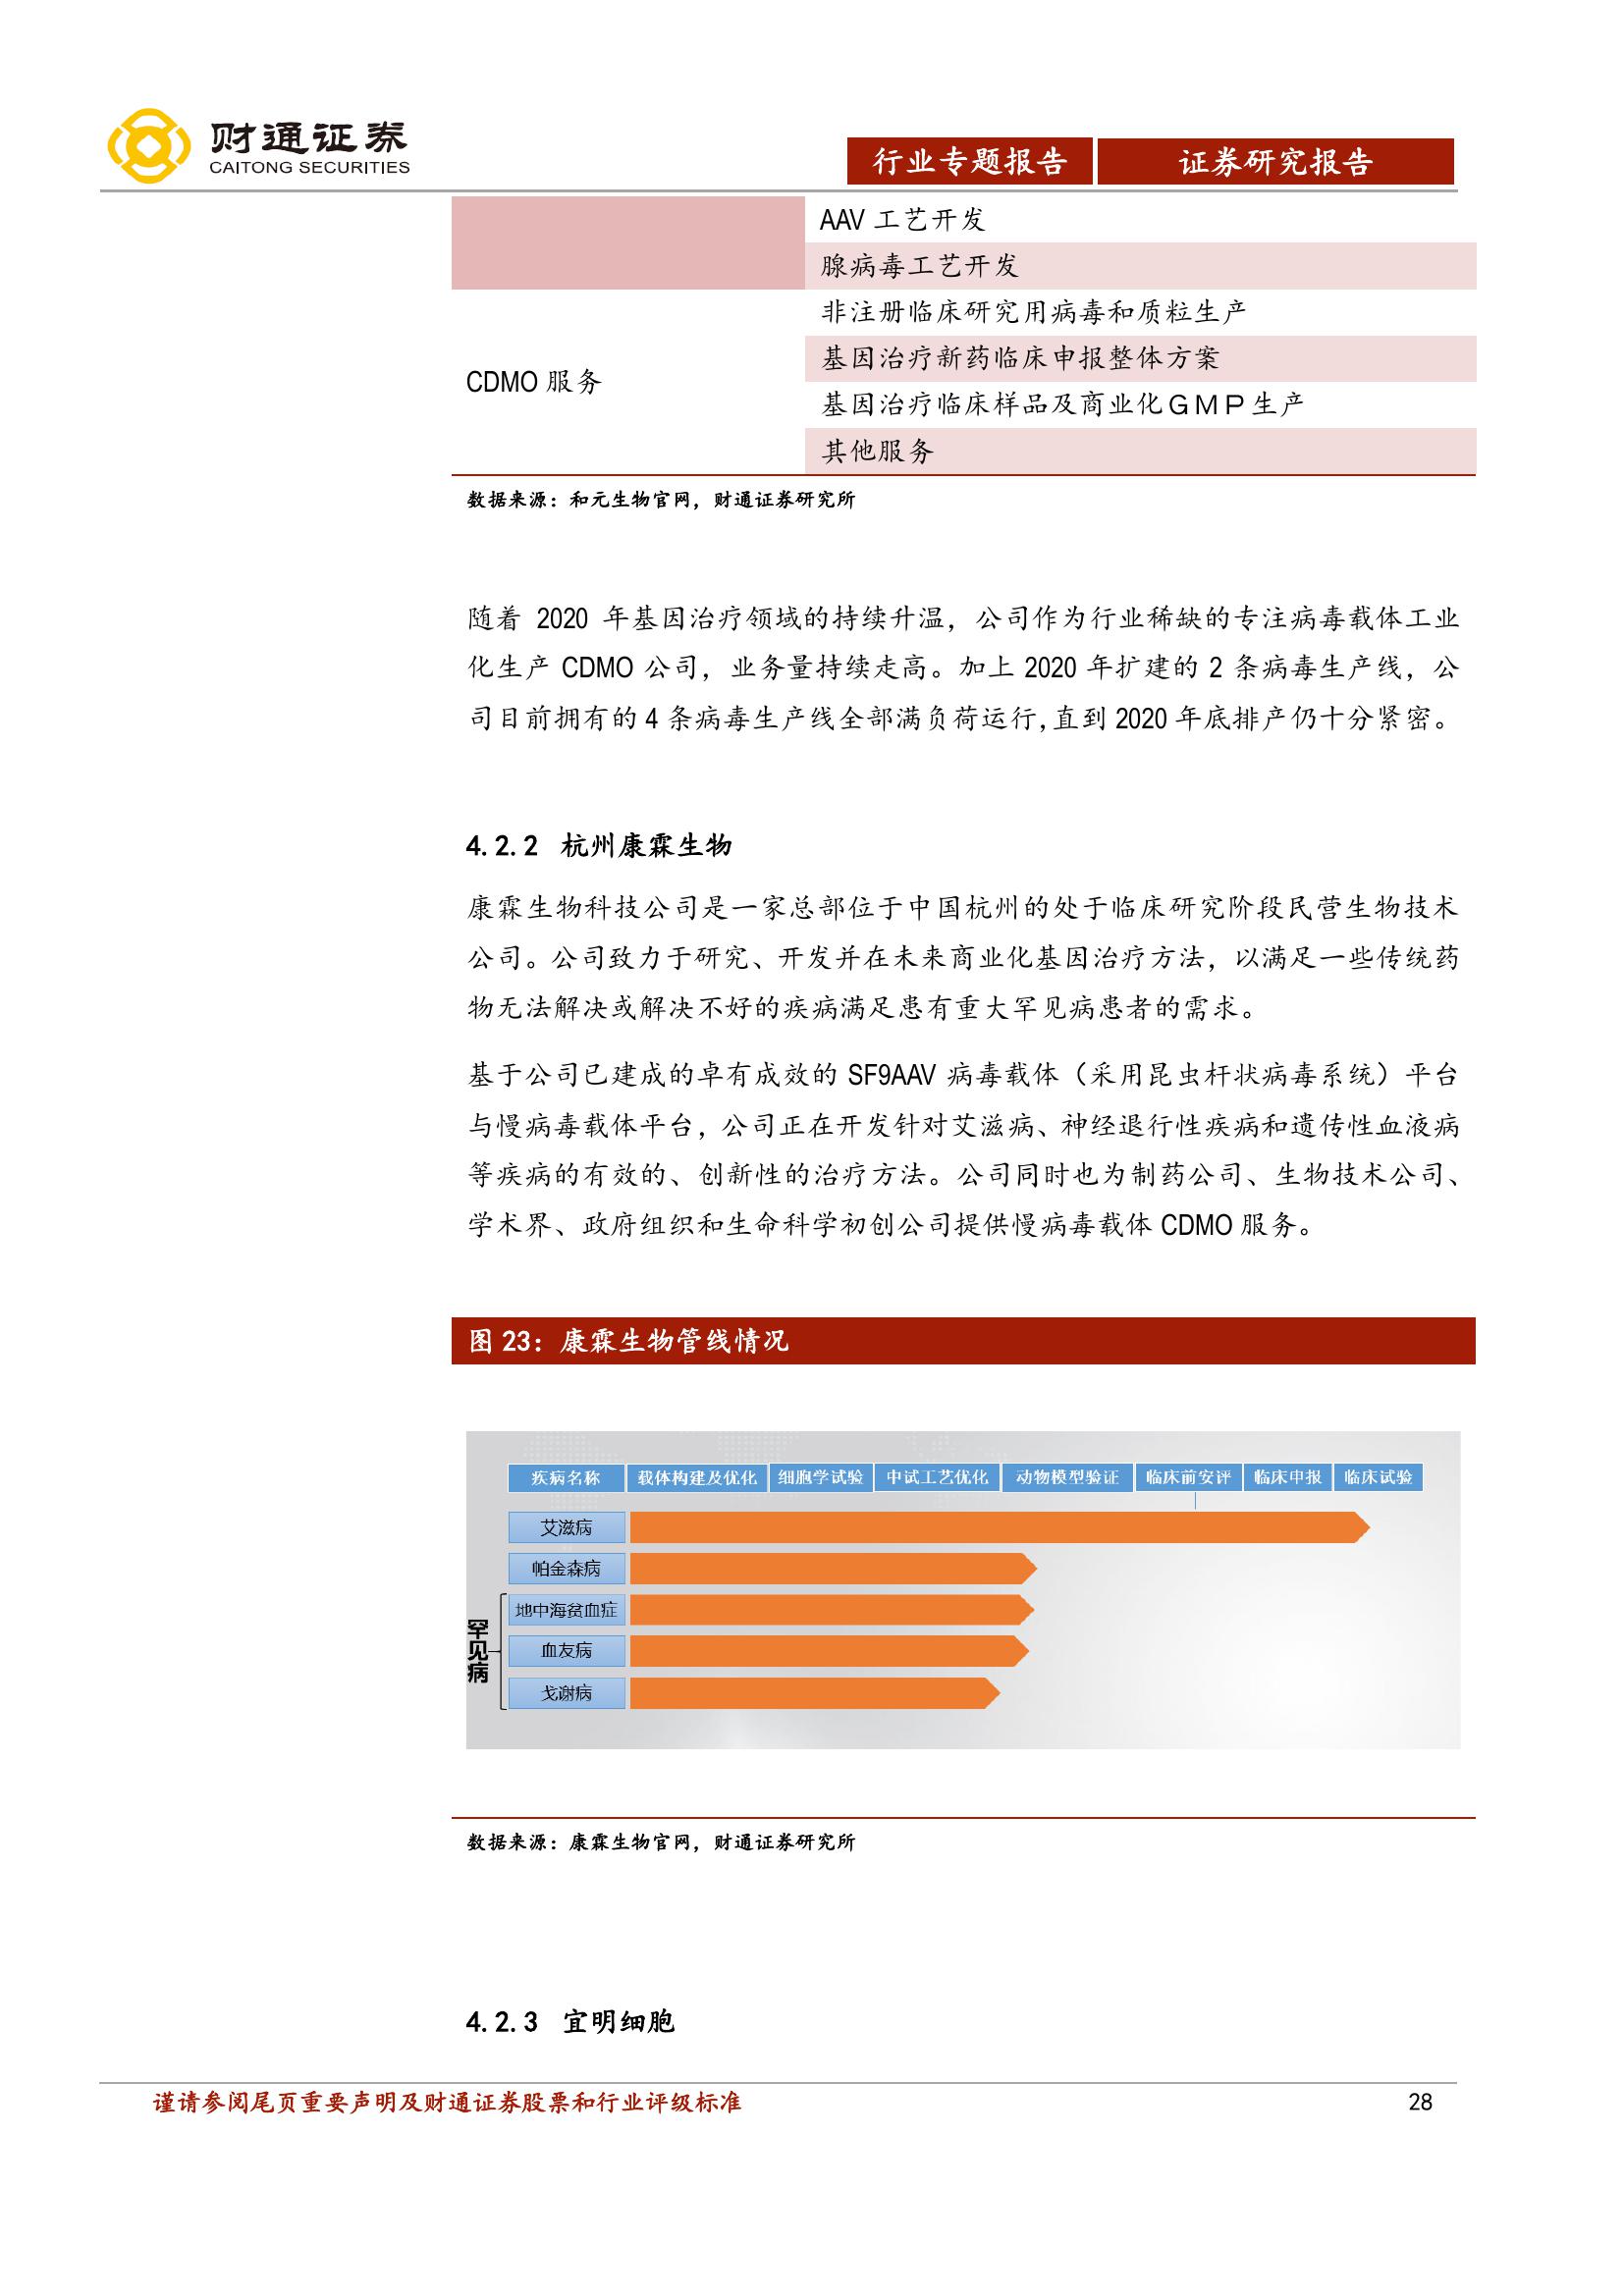 财通证券
CAITONG SECURITIES
行业专题报告 证券研究报告
AAV 工艺开发
腺病毒工艺开发
CDMO 服务
非注册临床研究用病毒和质粒生产
基因治疗新药临床申报整体方案
基因治疗临床样品及商业化ＧＭＰ生产
其他服务
数据来源：和元生物官网，财通证券研究所
随着 2020 年基因治疗领域的持续升温，公司作为行业稀缺的专注病毒载体工业
化生产 CDMO 公司，业务量持续走高。加上 2020 年扩建的 2 条病毒生产线，公
司目前拥有的 4 条病毒生产线全部满负荷运行，直到 2020 年底排产仍十分紧密。
4.2.2 杭州康霖生物
康霖生物科技公司是一家总部位于中国杭州的处于临床研究阶段民营生物技术
公司。公司致力于研究、开发并在未来商业化基因治疗方法，以满足一些传统药
物无法解决或解决不好的疾病满足患有重大罕见病患者的需求。
基于公司已建成的卓有成效的 SF9AAV 病毒载体（采用昆虫杆状病毒系统）平台
与慢病毒载体平台，公司正在开发针对艾滋病、神经退行性疾病和遗传性血液病
等疾病的有效的、创新性的治疗方法。公司同时也为制药公司、生物技术公司、
学术界、政府组织和生命科学初创公司提供慢病毒载体 CDMO 服务。
图 23：康霖生物管线情况
疾病名称 载体构建及优化 细胞学试验 中试工艺优化 动物模型验证 临床前安评 临床申报 临床试验
艾滋病
帕金森病
罕见病
地中海贫血症
血友病
戈谢病
数据来源：康霖生物官网，财通证券研究所
4.2.3 宜明细胞
谨请参阅尾页重要声明及财通证券股票和行业评级标准 28